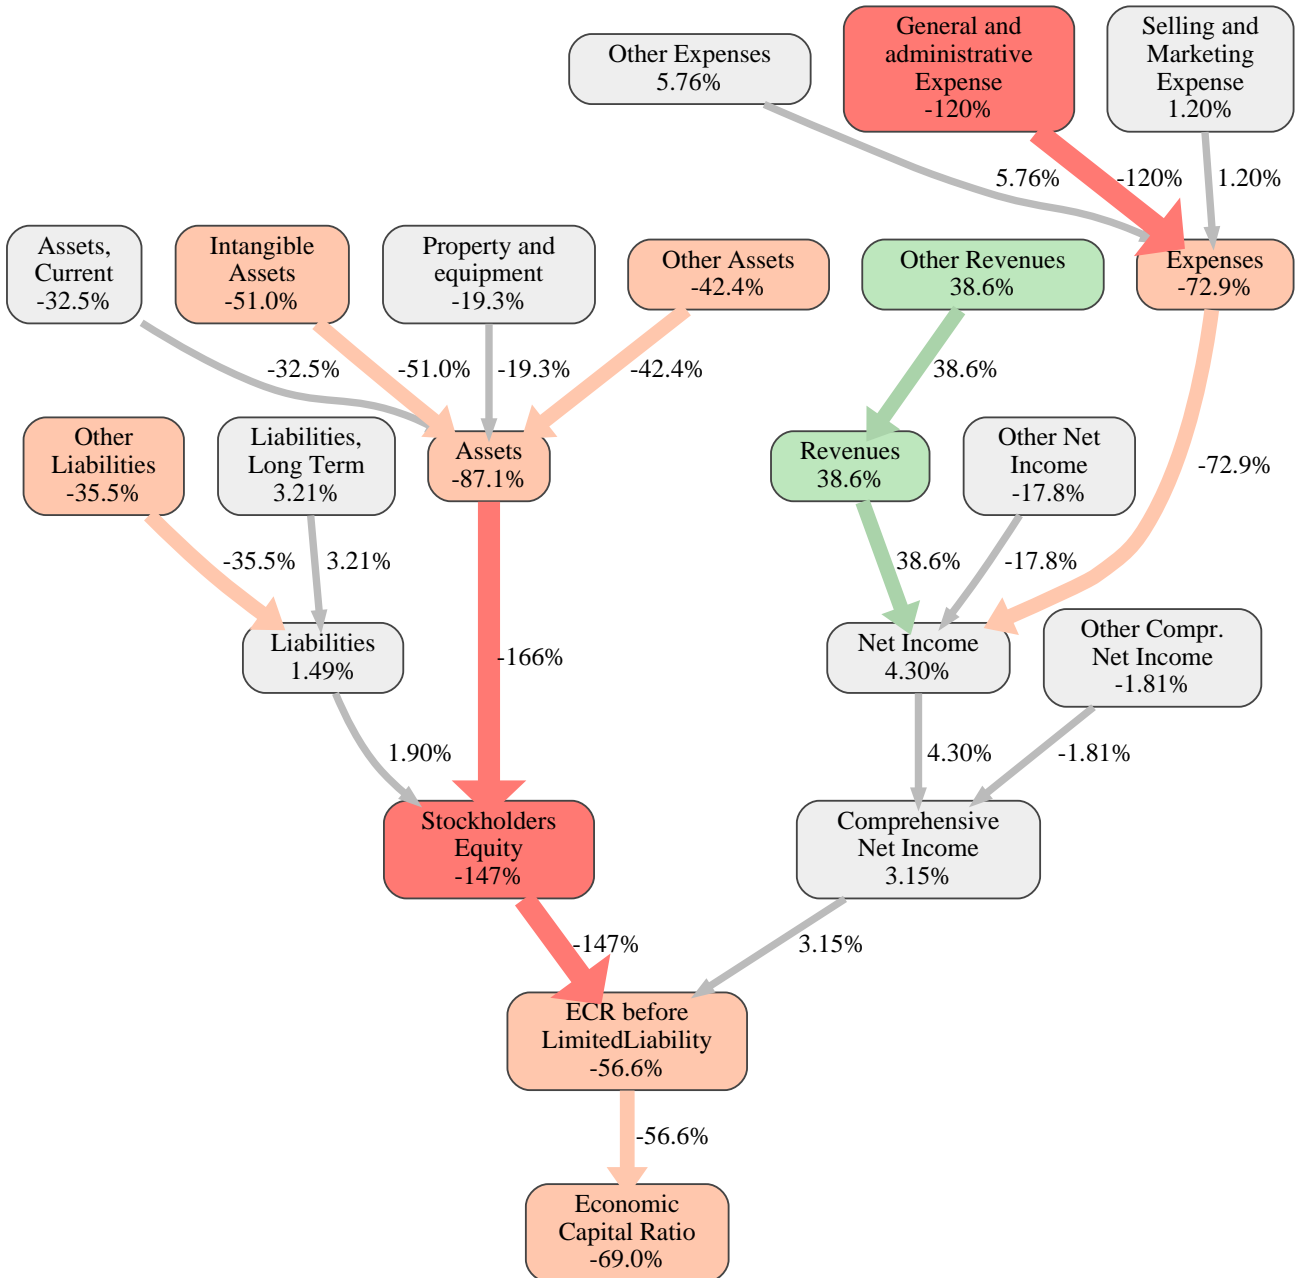 Other Expenses
5.76%
General and
administrative
Expense
-120%
Selling and
Marketing
Expense
1.20%
5.76%
-120%
1.20%
Assets,
Current
-32.5%
Intangible
Assets
-51.0%
Property and
equipment
-19.3%
Other Assets
-42.4%
Other Revenues
38.6%
Expenses
-72.9%
-32.5%
-51.0%
-19.3%
-42.4%
38.6%
-72.9%
Other
Liabilities
-35.5%
Liabilities,
Long Term
3.21%
Assets
-87.1%
Revenues
38.6%
Other Net
Income
-17.8%
-35.5%
3.21%
-166%
38.6%
-17.8%
Liabilities
1.49%
Net Income
4.30%
Other Compr.
Net Income
-1.81%
1.90%
4.30%
-1.81%
Stockholders
Equity
-147%
Comprehensive
Net Income
3.15%
-147%
3.15%
ECR before
LimitedLiability
-56.6%
-56.6%
Economic
Capital Ratio
-69.0%